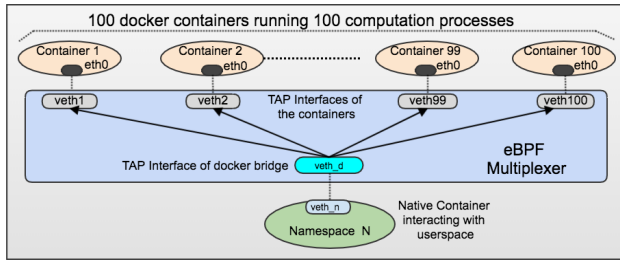 100 docker containers running 100 computation processes
Container 1
eth0
Container 2
eth0
Container 99
eth0
Container 100
eth0
veth1
veth2
TAP Interfaces of
the containers
veth99
veth100
TAP Interface of docker bridge
veth_d
eBPF
Multiplexer
veth_n
Namespace N
Native Container
interacting with
userspace